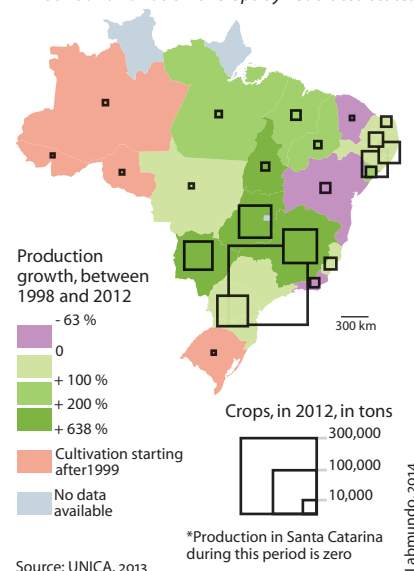 Production
growth, between
1998 and 2012
- 63 %
0
+ 100 %
+ 200 %
+ 638 %
Cultivation starting
after1999
No data
available
300 km
Crops, in 2012, in tons
300,000
100,000
10,000
*Production in Santa Catarina
during this period is zero
Source: UNICA, 2013
Labmundo, 2014